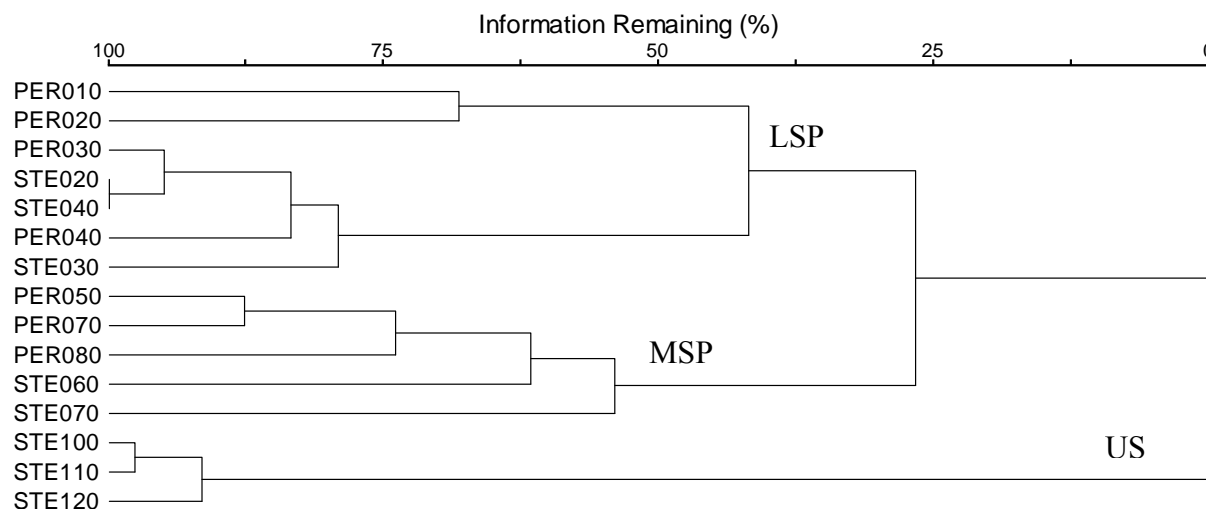 Information Remaining (%)
100 75 50 25 0
PER010
PER020
PER030
LSP
STE020
STE040
PER040
STE030
PER050
PER070
PER080
MSP
STE060
STE070
STE100
US
STE110
STE120